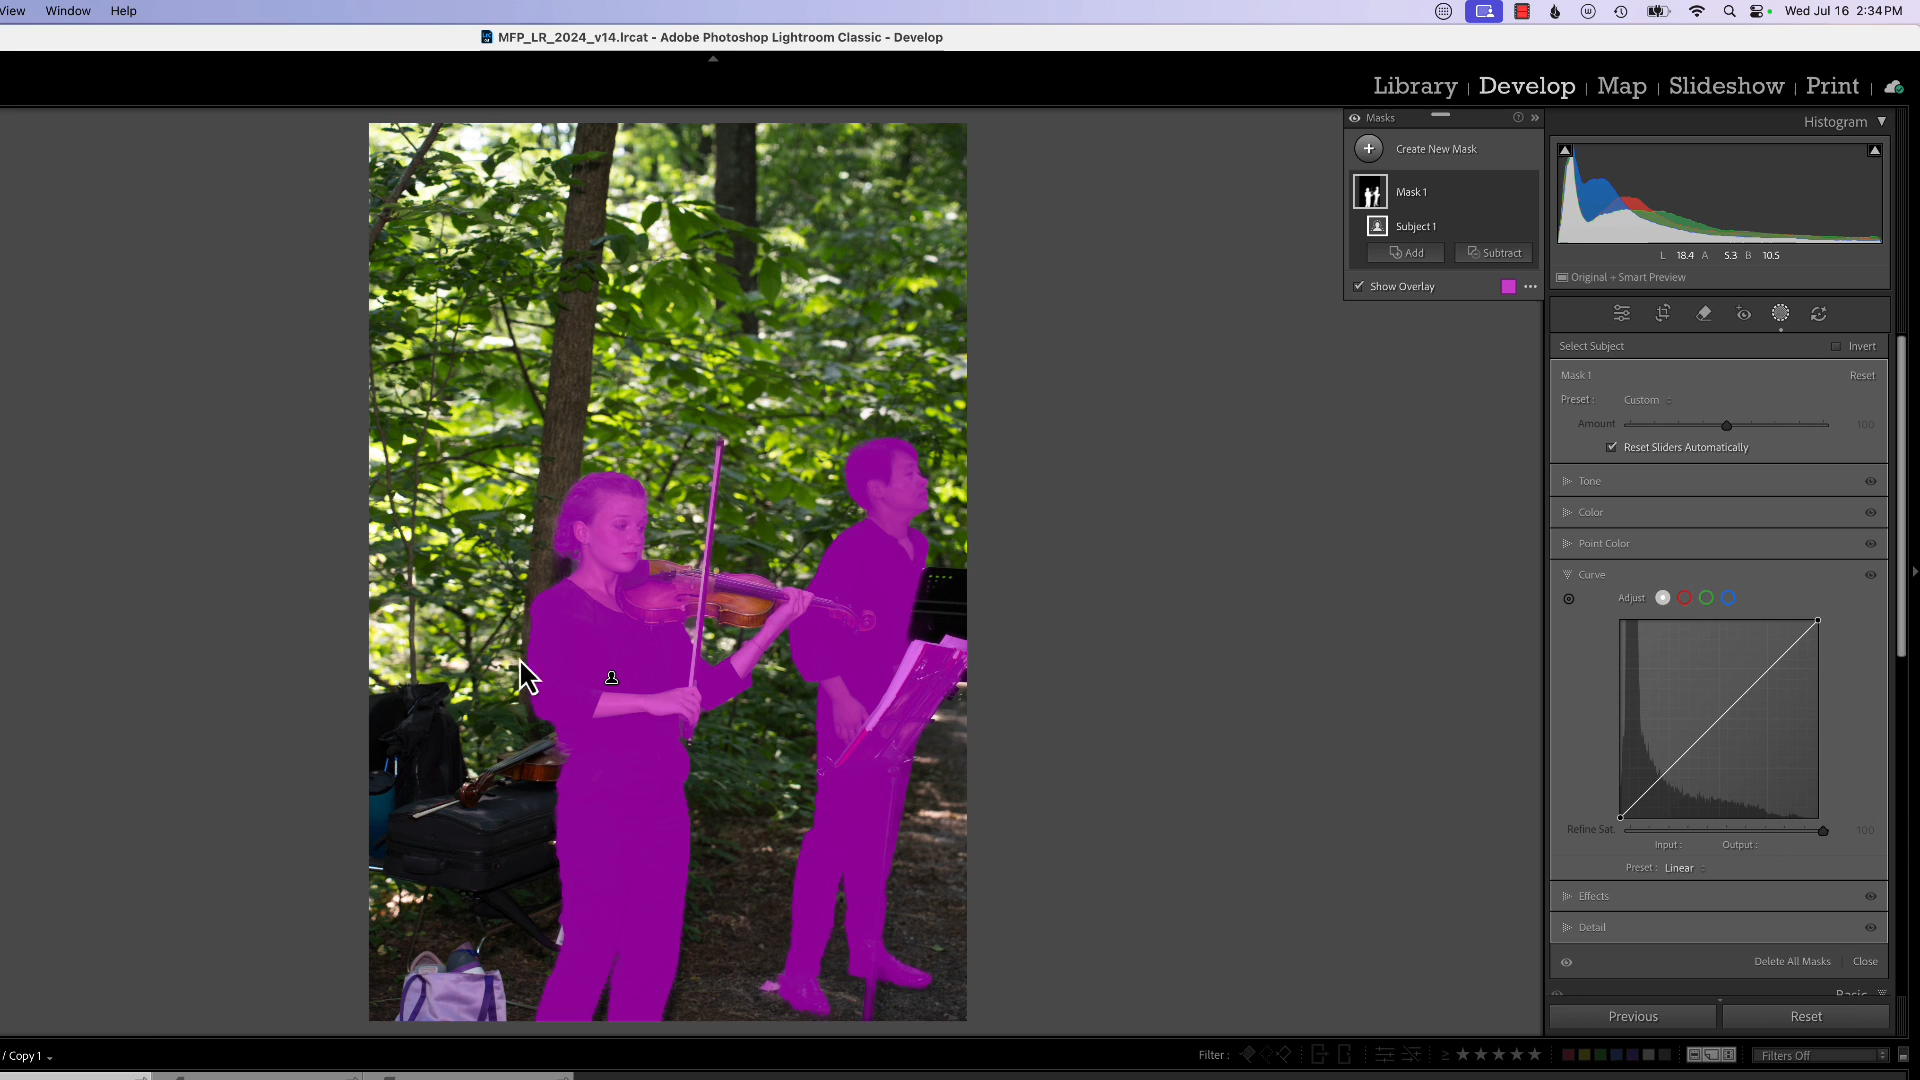 View Window Help
Wed Jul 16 2:34PM
MFP_LR_2024_v14.lrcat - Adobe Photoshop Lightroom Classic - Develop
Library | Develop | Map | Slideshow | Print |
Masks
Create New Mask
Mask 1
Subject 1
Add Subtract
Show Overlay
Histogram
L 18.4 A 5.3 B 10.5
Original + Smart Preview
Select Subject Invert
Mask 1 Reset
Preset : Custom
Amount 100
Reset Sliders Automatically
Tone
Color
Point Color
Curve
Adjust
Refine Sat. 100
Input : Output :
Preset : Linear
Effects
Detail
Delete All Masks Close
Basic
Previous Reset
/ Copy 1
Filter : ≥ ★★★★★ Filters Off